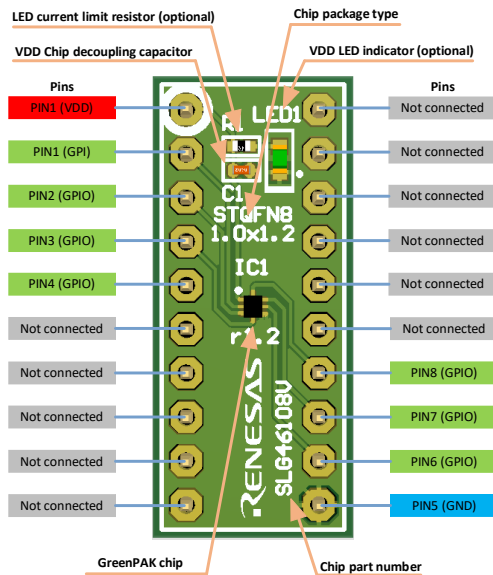 LED current limit resistor (optional)
Chip package type
VDD Chip decoupling capacitor
VDD LED indicator (optional)
Pins
Pins
PIN1 (VDD)
Not connected
PIN1 (GPI)
Not connected
PIN2 (GPIO)
Not connected
PIN3 (GPIO)
Not connected
PIN4 (GPIO)
Not connected
Not connected
Not connected
Not connected
PIN8 (GPIO)
Not connected
PIN7 (GPIO)
Not connected
PIN6 (GPIO)
Not connected
PIN5 (GND)
LED1
R1
C1
STQFN8
1.0x1.2
IC1
r1.2
RENESAS
SLG46108V
GreenPAK chip
Chip part number